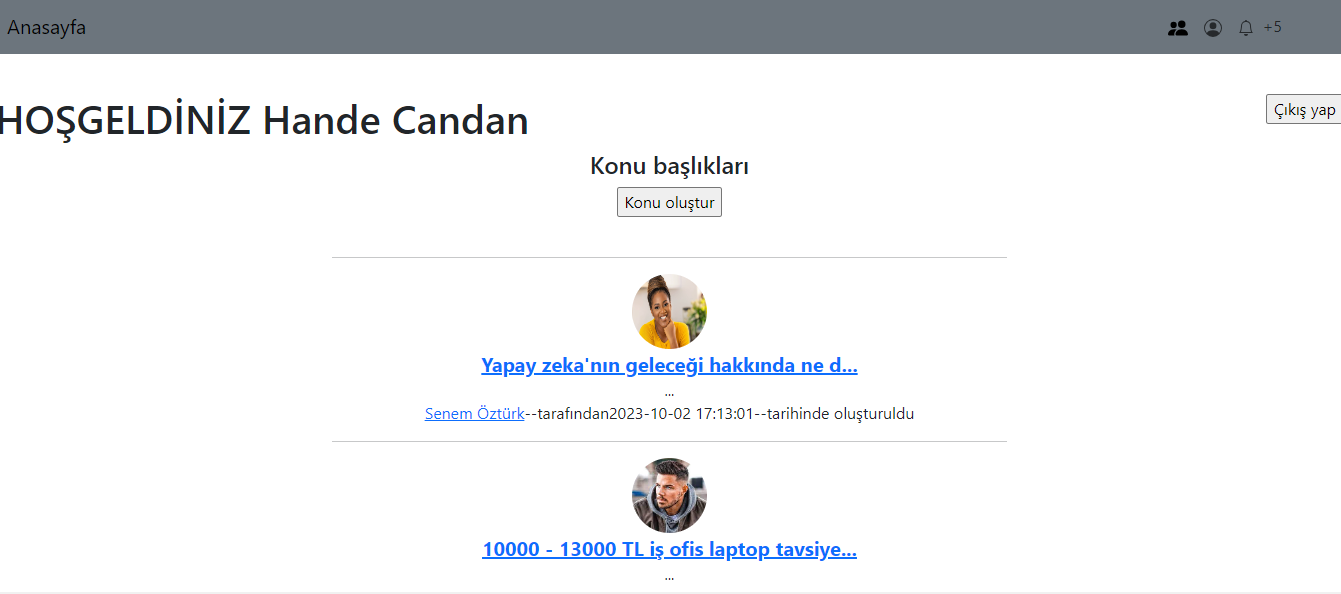 Anasayfa
+5
HOŞGELDİNİZ Hande Candan
Çıkış yap
Konu başlıkları
Konu oluştur
Yapay zeka'nın geleceği hakkında ne d...
...
Senem Öztürk--tarafından2023-10-02 17:13:01--tarihinde oluşturuldu
10000 - 13000 TL iş ofis laptop tavsiye...
...